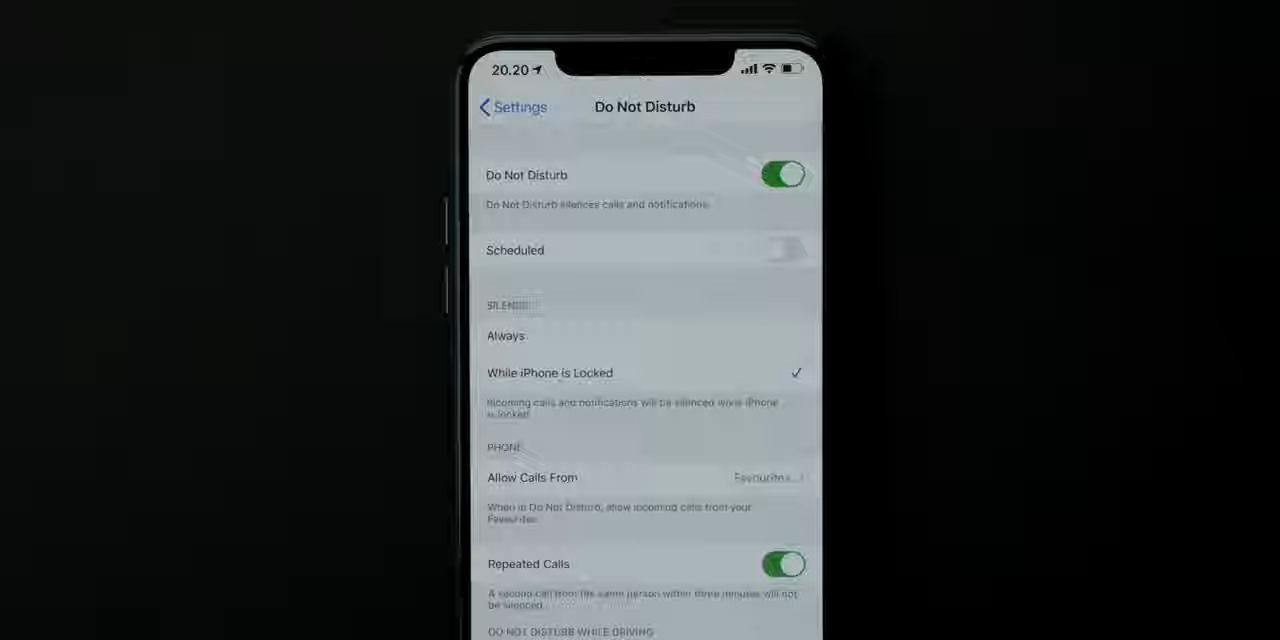 20.20
Settings
Do Not Disturb
Do Not Disturb
Do Not Disturb silences calls and notifications.
Scheduled
Always
While iPhone is Locked
Incoming calls and notifications will be silenced while iPhone
is locked.
PHONE
Allow Calls From
When in Do Not Disturb, allow incoming calls from your
Favourites.
Repeated Calls
A second call from the same person within three minutes will not
be silenced.
DO NOT DISTURB WHILE DRIVING